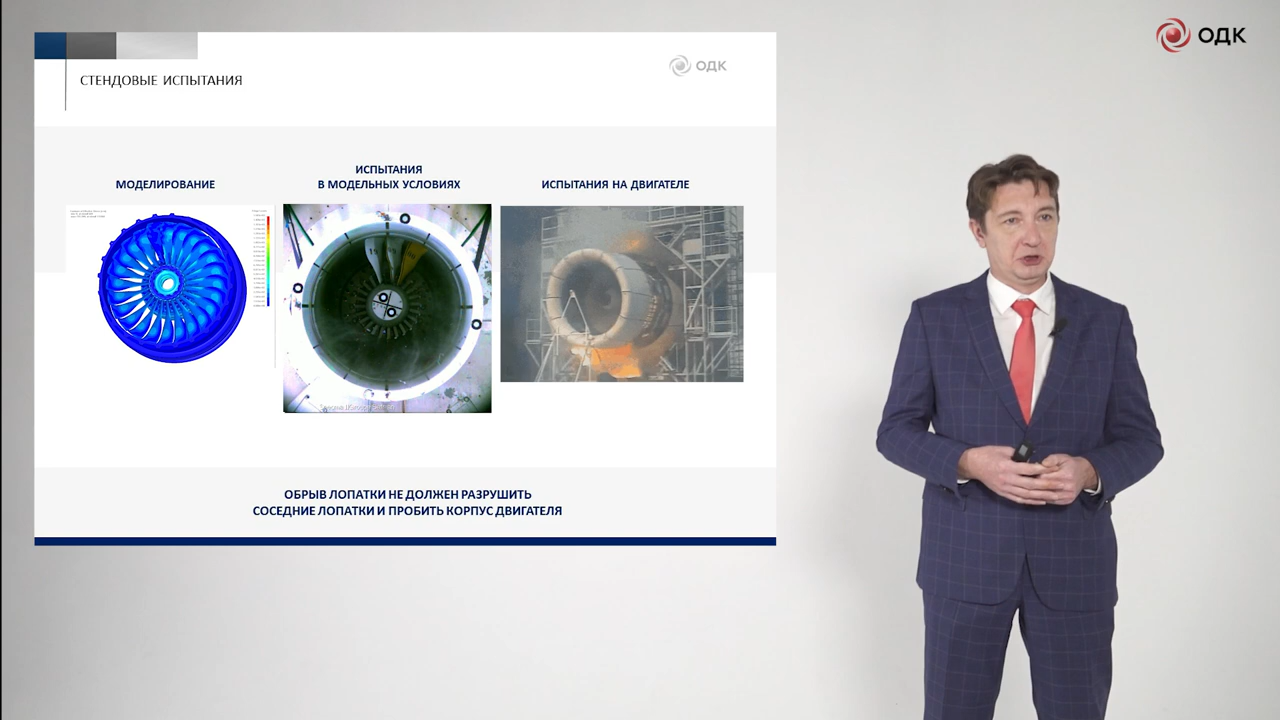 ОДК
СТЕНДОВЫЕ ИСПЫТАНИЯ
ОДК
МОДЕЛИРОВАНИЕ
ИСПЫТАНИЯ
В МОДЕЛЬНЫХ УСЛОВИЯХ
ИСПЫТАНИЯ НА ДВИГАТЕЛЕ
ОБРЫВ ЛОПАТКИ НЕ ДОЛЖЕН РАЗРУШИТЬ
СОСЕДНИЕ ЛОПАТКИ И ПРОБИТЬ КОРПУС ДВИГАТЕЛЯ